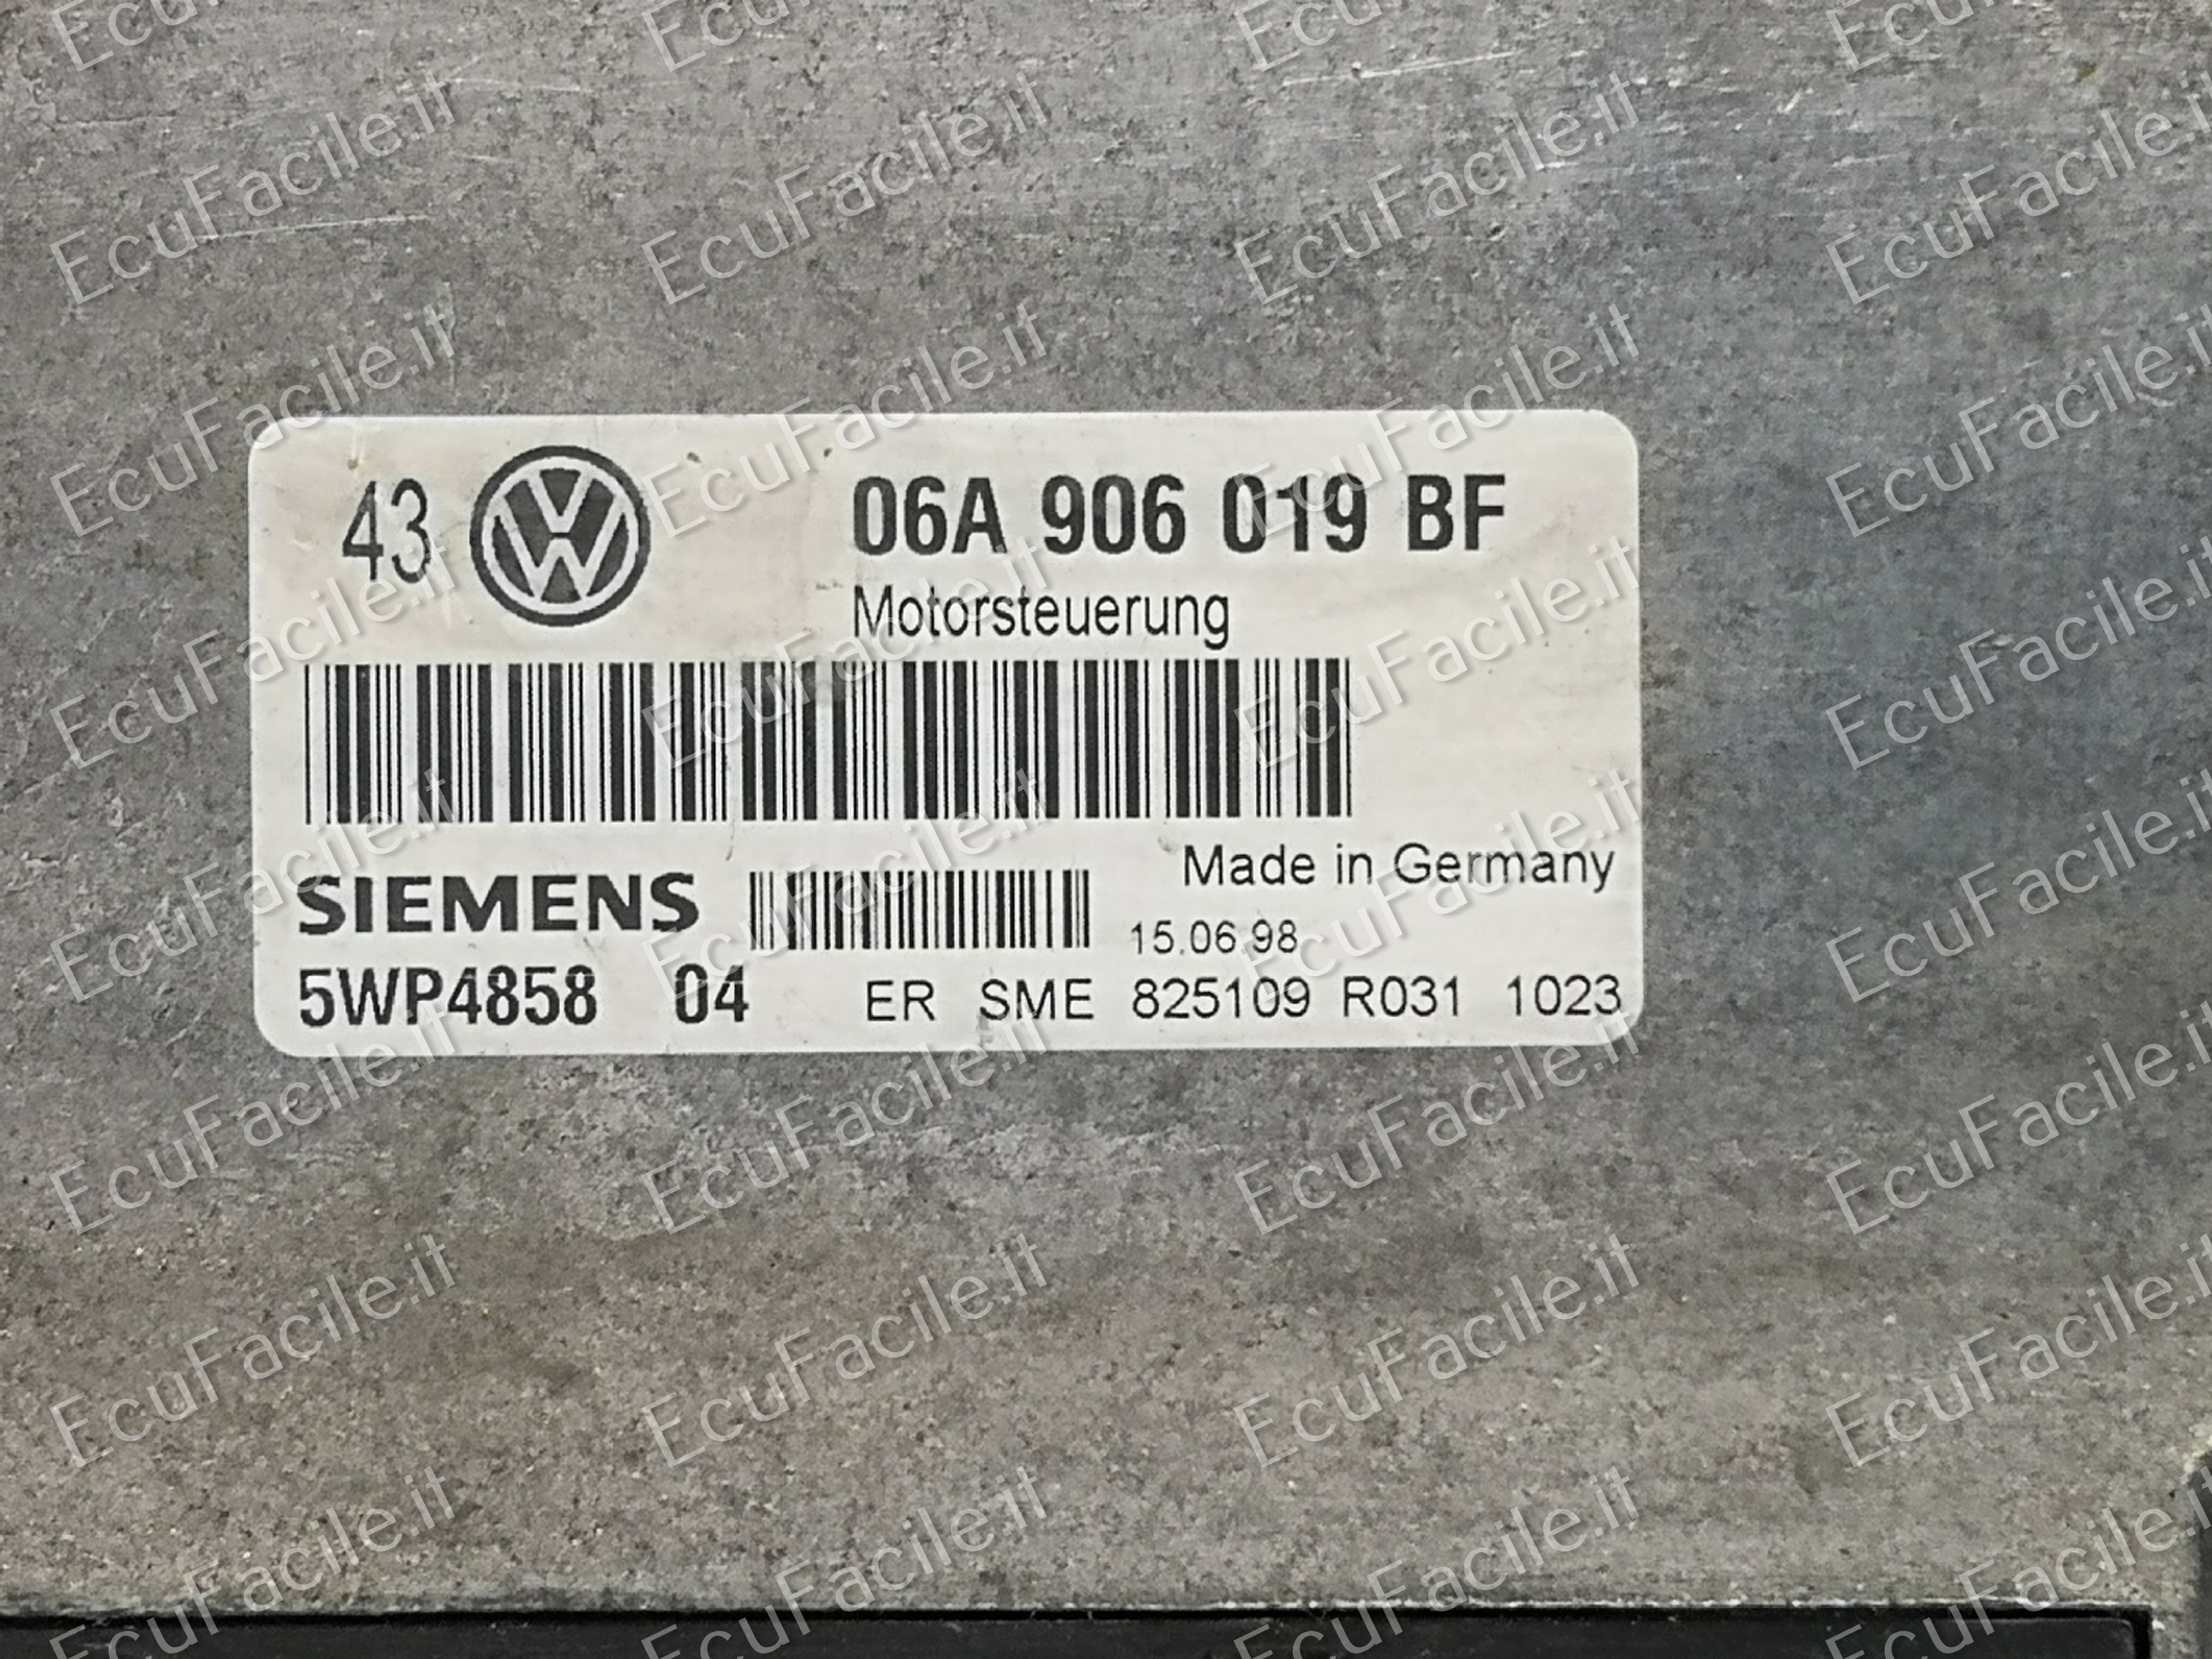 43 06A 906 019 BF
Motorsteuerung
Made in Germany
SIEMENS 15.06.98
5WP4858 04 ER SME 825109 R031 1023
EcuFacile.it